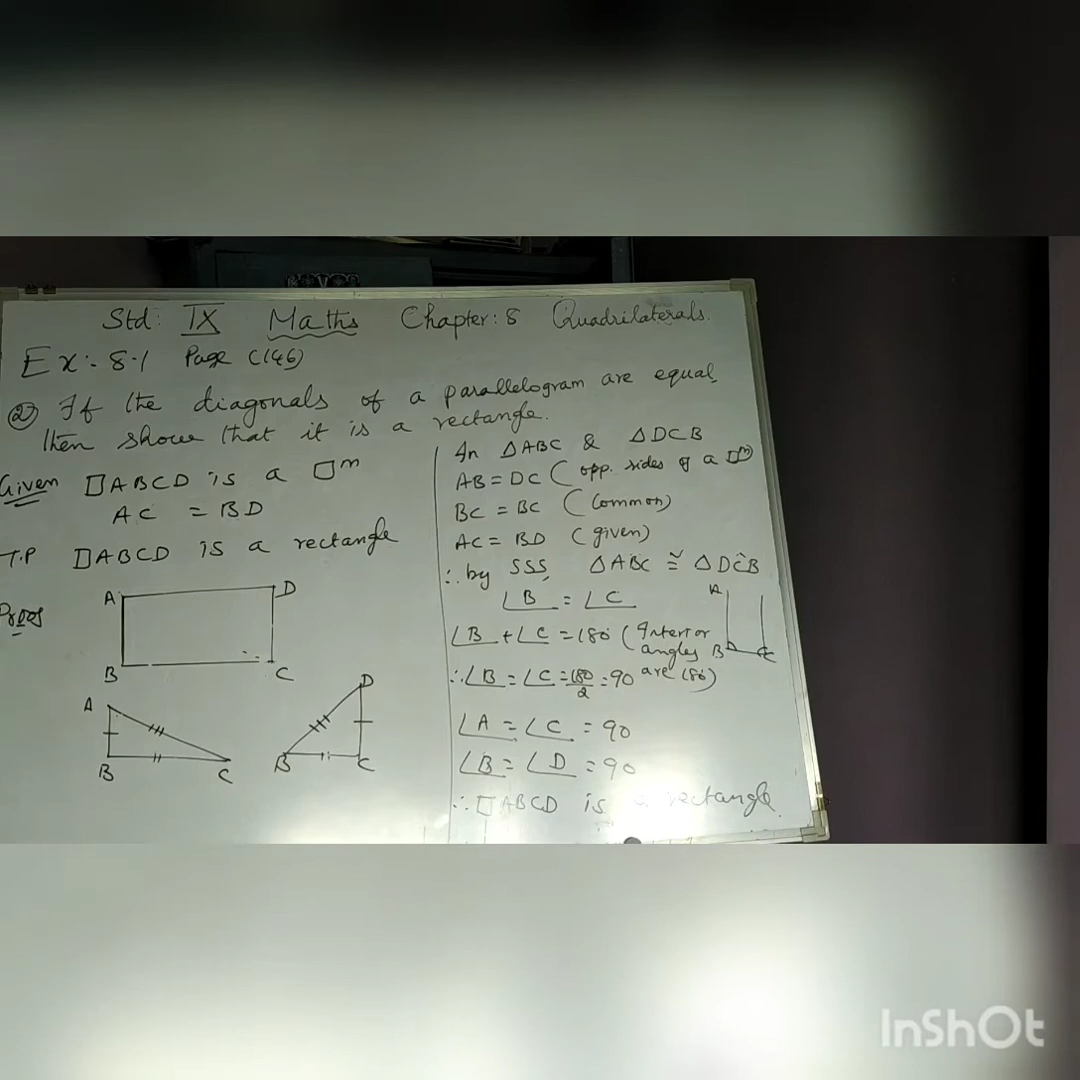 Std: IX Maths Chapter: 8 Quadrilaterals.
Ex:- 8.1 Page (146)
② If the diagonals of a parallelogram are equal,
then show that it is a rectangle.
Given □ABCD is a □m
AC = BD
T.P □ABCD is a rectangle
Proof
A D
B C
A
B C
D
B C
In △ABC & △DCB
AB = DC (opp. sides of a □m)
BC = BC (Common)
AC = BD (given)
∴ by SSS, △ABC ≅ △DCB
∠B = ∠C
∠B + ∠C = 180 (Interior
angles
are 180)
A
B C
∴ ∠B = ∠C = 180/2 = 90
∠A = ∠C = 90
∠B = ∠D = 90
∴ □ABCD is a rectangle.
InShOt